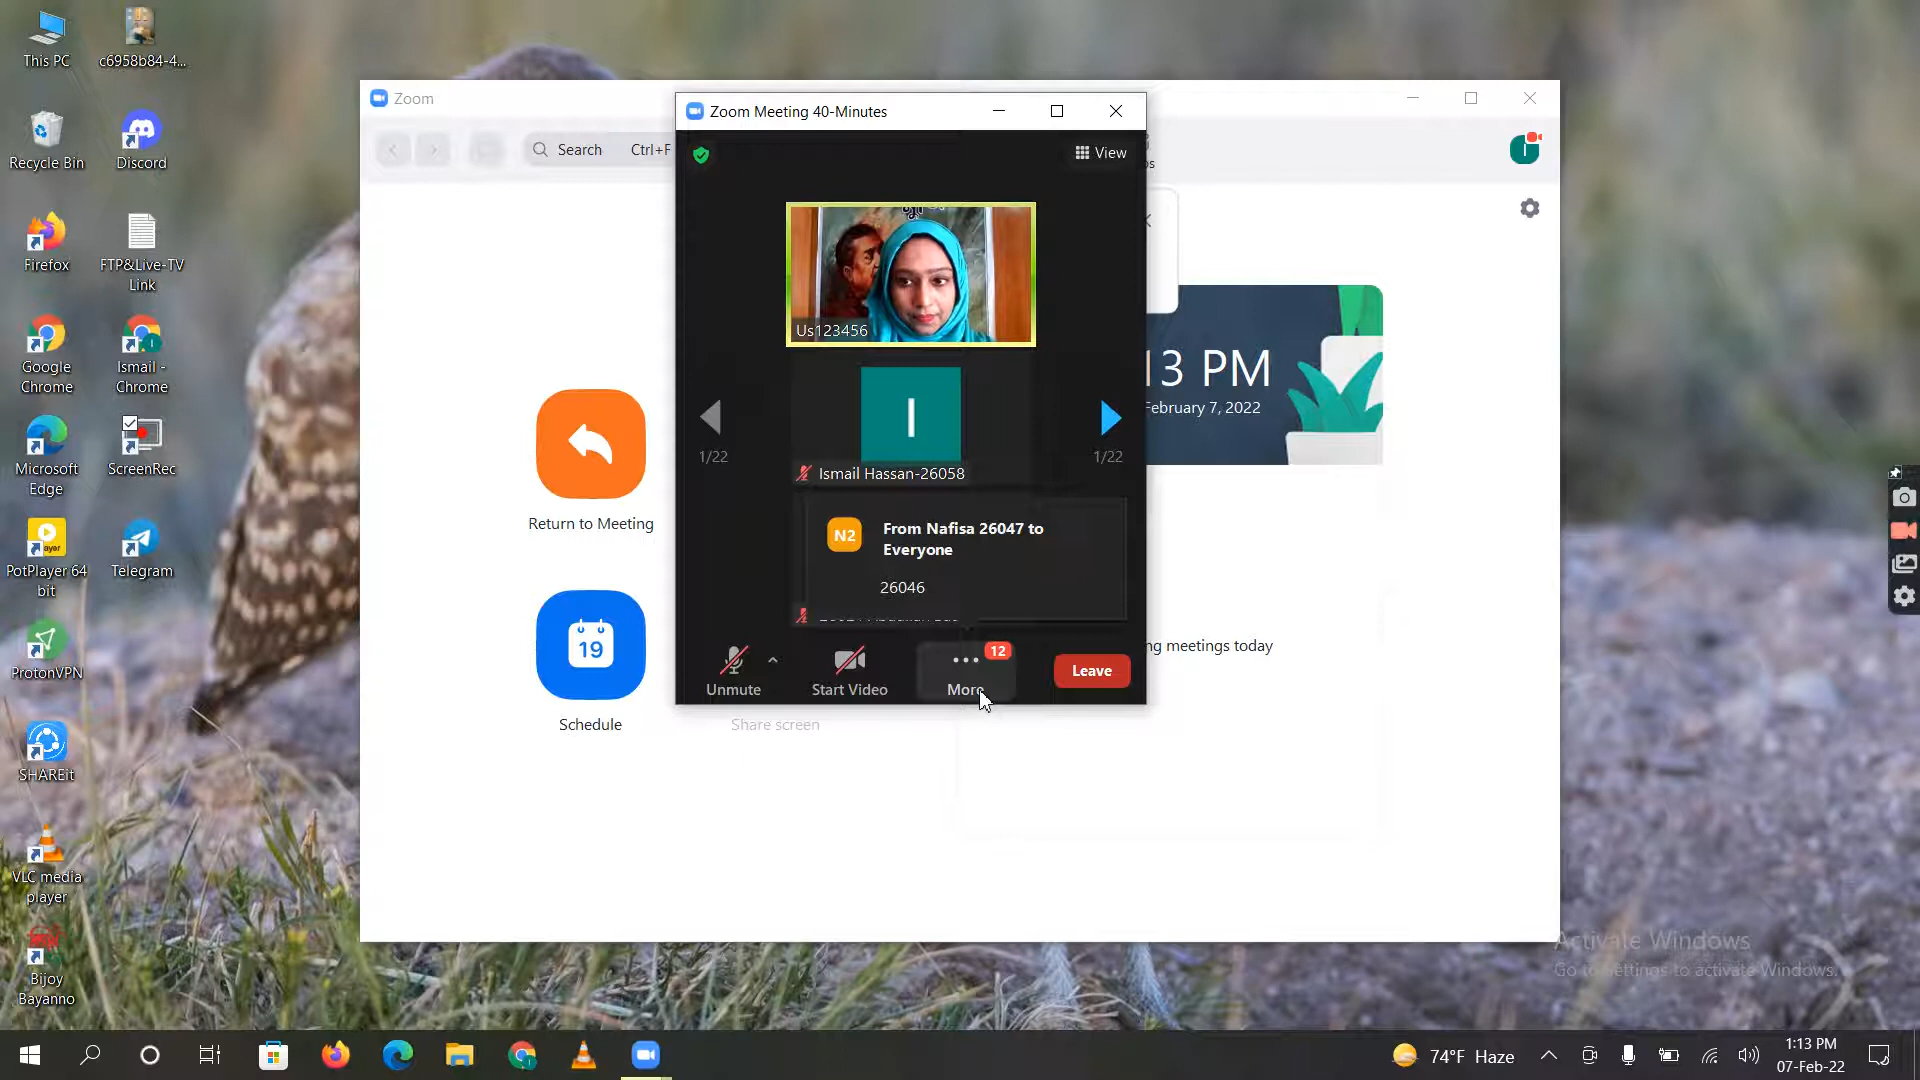 This PC
c6958b84-4...
Recycle Bin
Discord
Firefox
FTP&Live-TV
Link
Google
Chrome
Ismail -
Chrome
Microsoft
Edge
ScreenRec
PotPlayer 64
bit
Telegram
ProtonVPN
SHAREit
VLC media
player
Bijoy
Bayanno
Zoom
Search
Ctrl+F
Return to Meeting
19
Schedule
Share screen
13 PM
February 7, 2022
ng meetings today
Zoom Meeting 40-Minutes
View
Us123456
I
Ismail Hassan-26058
1/22
1/22
N2
From Nafisa 26047 to
Everyone
26046
Unmute
Start Video
12
More
Leave
Activate Windows
Go to Settings to activate Windows.
74°F Haze
1:13 PM
07-Feb-22